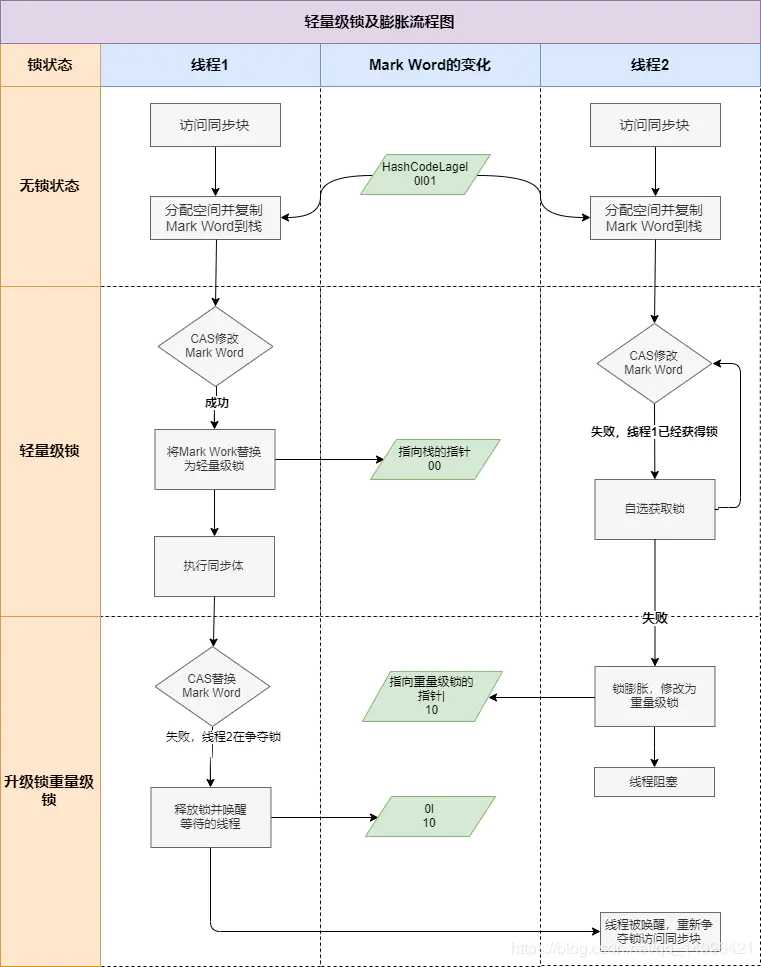 轻量级锁及膨胀流程图
锁状态
线程1
Mark Word的变化
线程2
无锁状态
访问同步块
HashCodeLageI
0I01
访问同步块
分配空间并复制
Mark Word到栈
分配空间并复制
Mark Word到栈
轻量级锁
CAS修改
Mark Word
成功
将Mark Work替换
为轻量级锁
指向栈的指针
00
执行同步体
CAS修改
Mark Word
失败，线程1已经获得锁
自选获取锁
失败
升级锁重量级
锁
CAS替换
Mark Word
失败，线程2在争夺锁
释放锁并唤醒
等待的线程
指向重量级锁的
指针|
10
0I
10
锁膨胀，修改为
重量级锁
线程阻塞
线程被唤醒，重新争
夺锁访问同步块